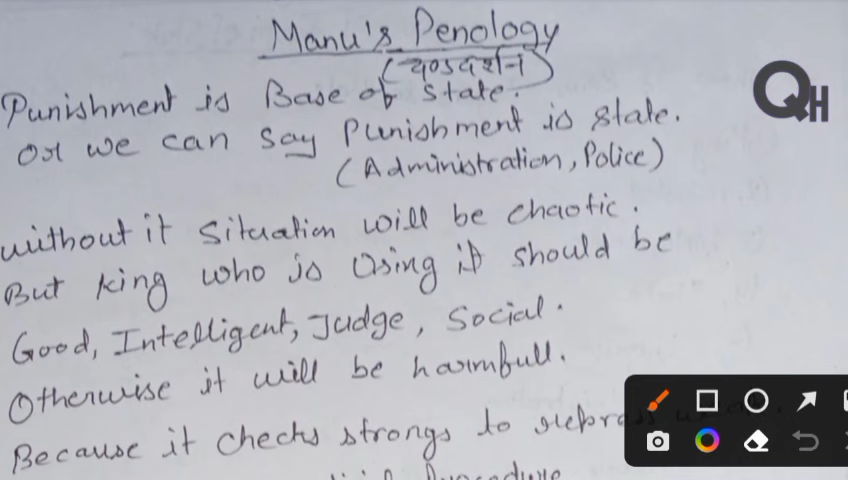 Manu's Penology
(दण्डदर्शन)
Punishment is Base of State.
Or we can say Punishment is state.
(Administration, Police)
QH
without it situation will be chaotic.
But king who is Using it should be
Good, Intelligent, Judge, Social.
Otherwise it will be harmfull.
Because it checks strongs to
Procedure